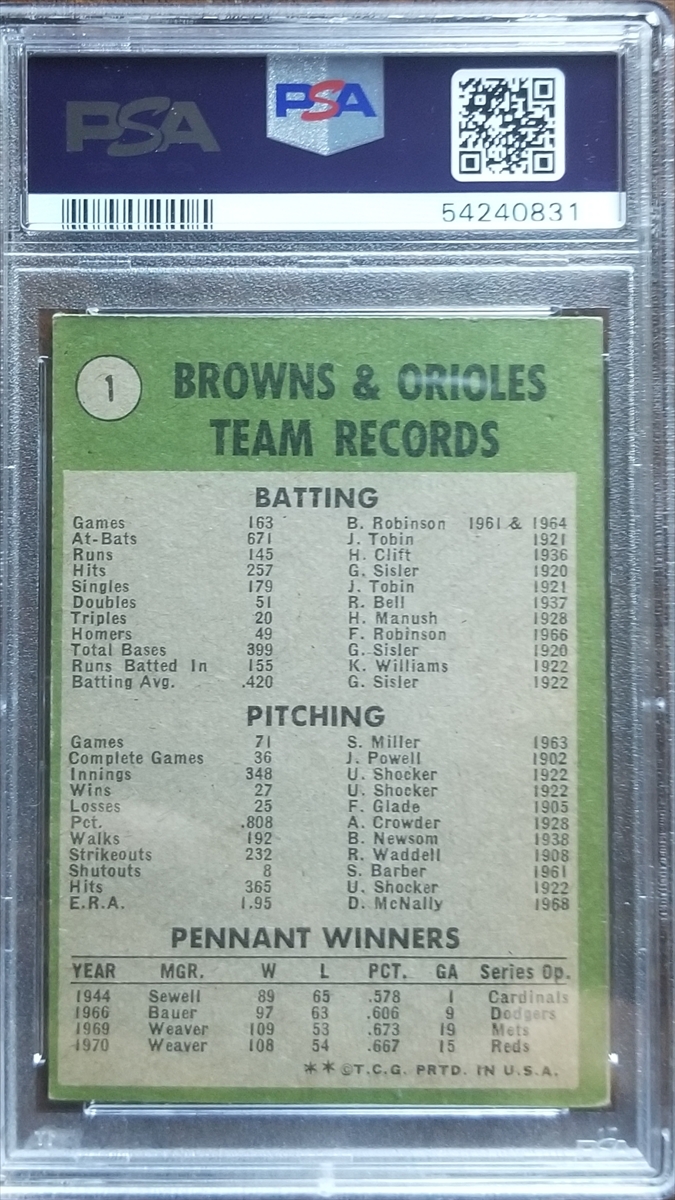 PSA PSA
54240831
1 BROWNS & ORIOLES
TEAM RECORDS
BATTING
Games 163 B. Robinson 1961 & 1964
At-Bats 671 J. Tobin 1921
Runs 145 H. Clift 1936
Hits 257 G. Sisler 1920
Singles 179 J. Tobin 1921
Doubles 51 R. Bell 1937
Triples 20 H. Manush 1928
Homers 49 F. Robinson 1966
Total Bases 399 G. Sisler 1920
Runs Batted In 155 K. Williams 1922
Batting Avg. .420 G. Sisler 1922
PITCHING
Games 71 S. Miller 1963
Complete Games 36 J. Powell 1902
Innings 348 U. Shocker 1922
Wins 27 U. Shocker 1922
Losses 25 F. Glade 1905
Pct. .808 A. Crowder 1928
Walks 192 B. Newsom 1938
Strikeouts 232 R. Waddell 1908
Shutouts 8 S. Barber 1961
Hits 365 U. Shocker 1922
E.R.A. 1.95 D. McNally 1968
PENNANT WINNERS
YEAR MGR. W L PCT. GA Series Op.
1944 Sewell 89 65 .578 1 Cardinals
1966 Bauer 97 63 .606 9 Dodgers
1969 Weaver 109 53 .673 19 Mets
1970 Weaver 108 54 .667 15 Reds
**©T.C.G. PRTD. IN U.S.A.
PSA